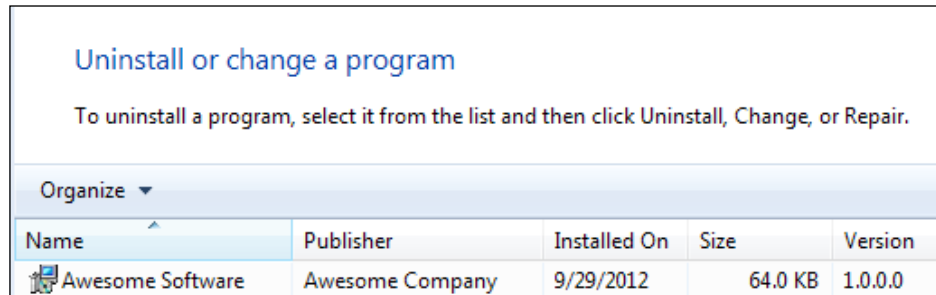 Uninstall or change a program
To uninstall a program, select it from the list and then click Uninstall, Change, or Repair.
Organize
Name Publisher Installed On Size Version
Awesome Software Awesome Company 9/29/2012 64.0 KB 1.0.0.0